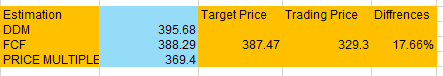 Estimation Target Price Trading Price Diffrences
DDM 395.68
FCF 388.29 387.47 329.3 17.66%
PRICE MULTIPLE 369.4